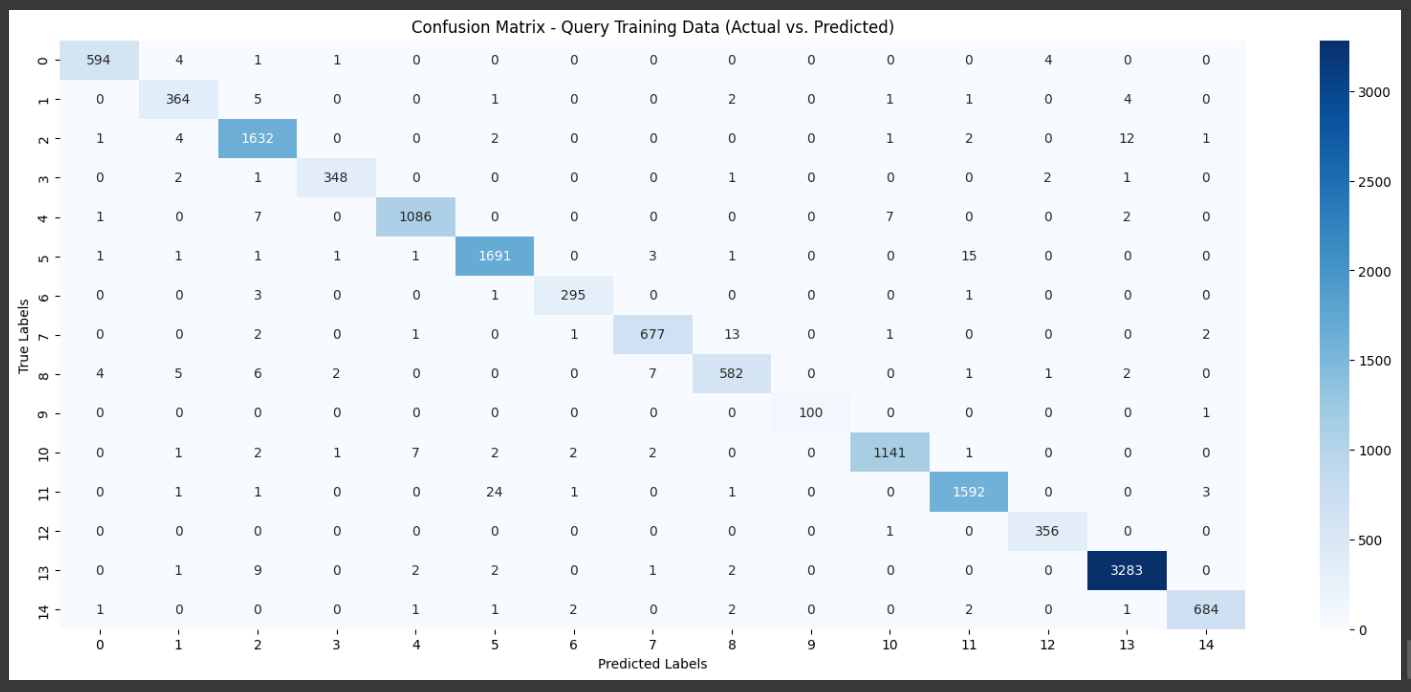 Confusion Matrix - Query Training Data (Actual vs. Predicted)
True Labels
0 594 4 1 1 0 0 0 0 0 0 0 0 4 0 0
1 0 364 5 0 0 1 0 0 2 0 1 1 0 4 0
2 1 4 1632 0 0 2 0 0 0 0 1 2 0 12 1
3 0 2 1 348 0 0 0 0 1 0 0 0 2 1 0
4 1 0 7 0 1086 0 0 0 0 0 7 0 0 2 0
5 1 1 1 1 1 1691 0 3 1 0 0 15 0 0 0
6 0 0 3 0 0 1 295 0 0 0 0 1 0 0 0
7 0 0 2 0 1 0 1 677 13 0 1 0 0 0 2
8 4 5 6 2 0 0 0 7 582 0 0 1 1 2 0
9 0 0 0 0 0 0 0 0 0 100 0 0 0 0 1
10 0 1 2 1 7 2 2 2 0 0 1141 1 0 0 0
11 0 1 1 0 0 24 1 0 1 0 0 1592 0 0 3
12 0 0 0 0 0 0 0 0 0 0 1 0 356 0 0
13 0 1 9 0 2 2 0 1 2 0 0 0 0 3283 0
14 1 0 0 0 1 1 2 0 2 0 0 2 0 1 684
0 1 2 3 4 5 6 7 8 9 10 11 12 13 14
Predicted Labels
3000
2500
2000
1500
1000
500
0